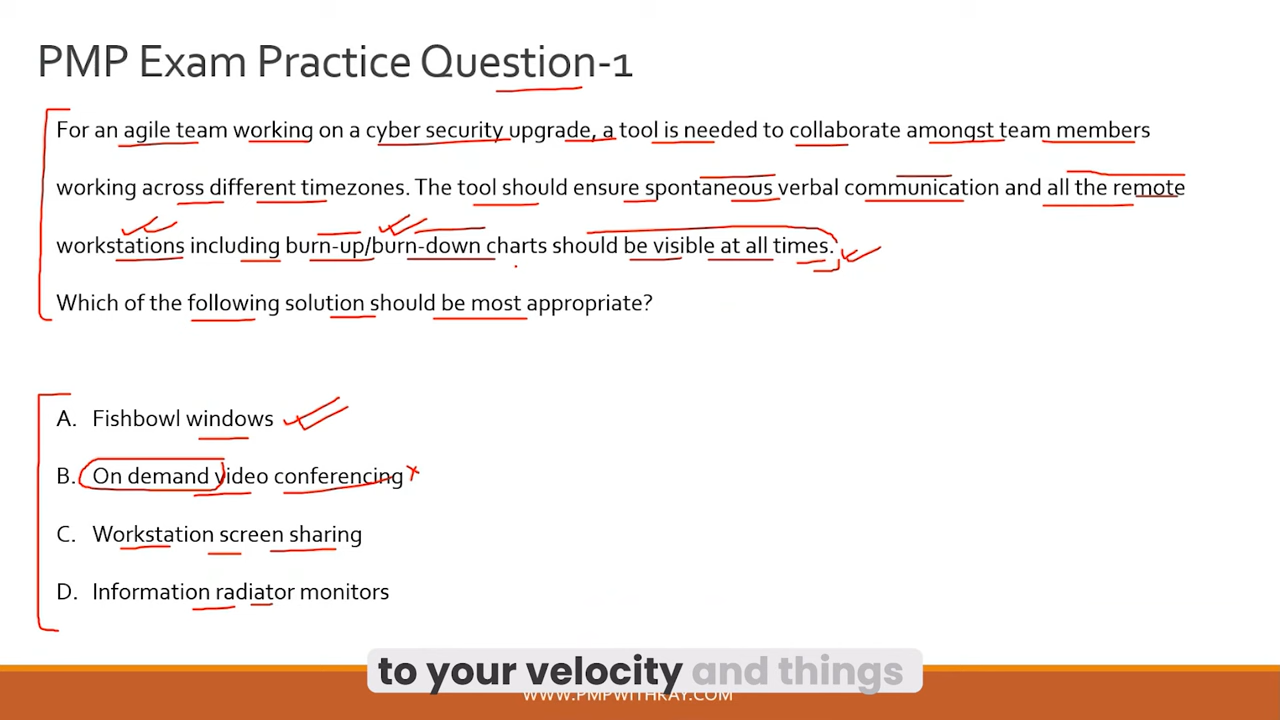 PMP Exam Practice Question-1
For an agile team working on a cyber security upgrade, a tool is needed to collaborate amongst team members
working across different timezones. The tool should ensure spontaneous verbal communication and all the remote
workstations including burn-up/burn-down charts should be visible at all times.
Which of the following solution should be most appropriate?
A. Fishbowl windows
B. On demand video conferencing
C. Workstation screen sharing
D. Information radiator monitors
to your velocity and things
WWW.PMPWITHRAY.COM